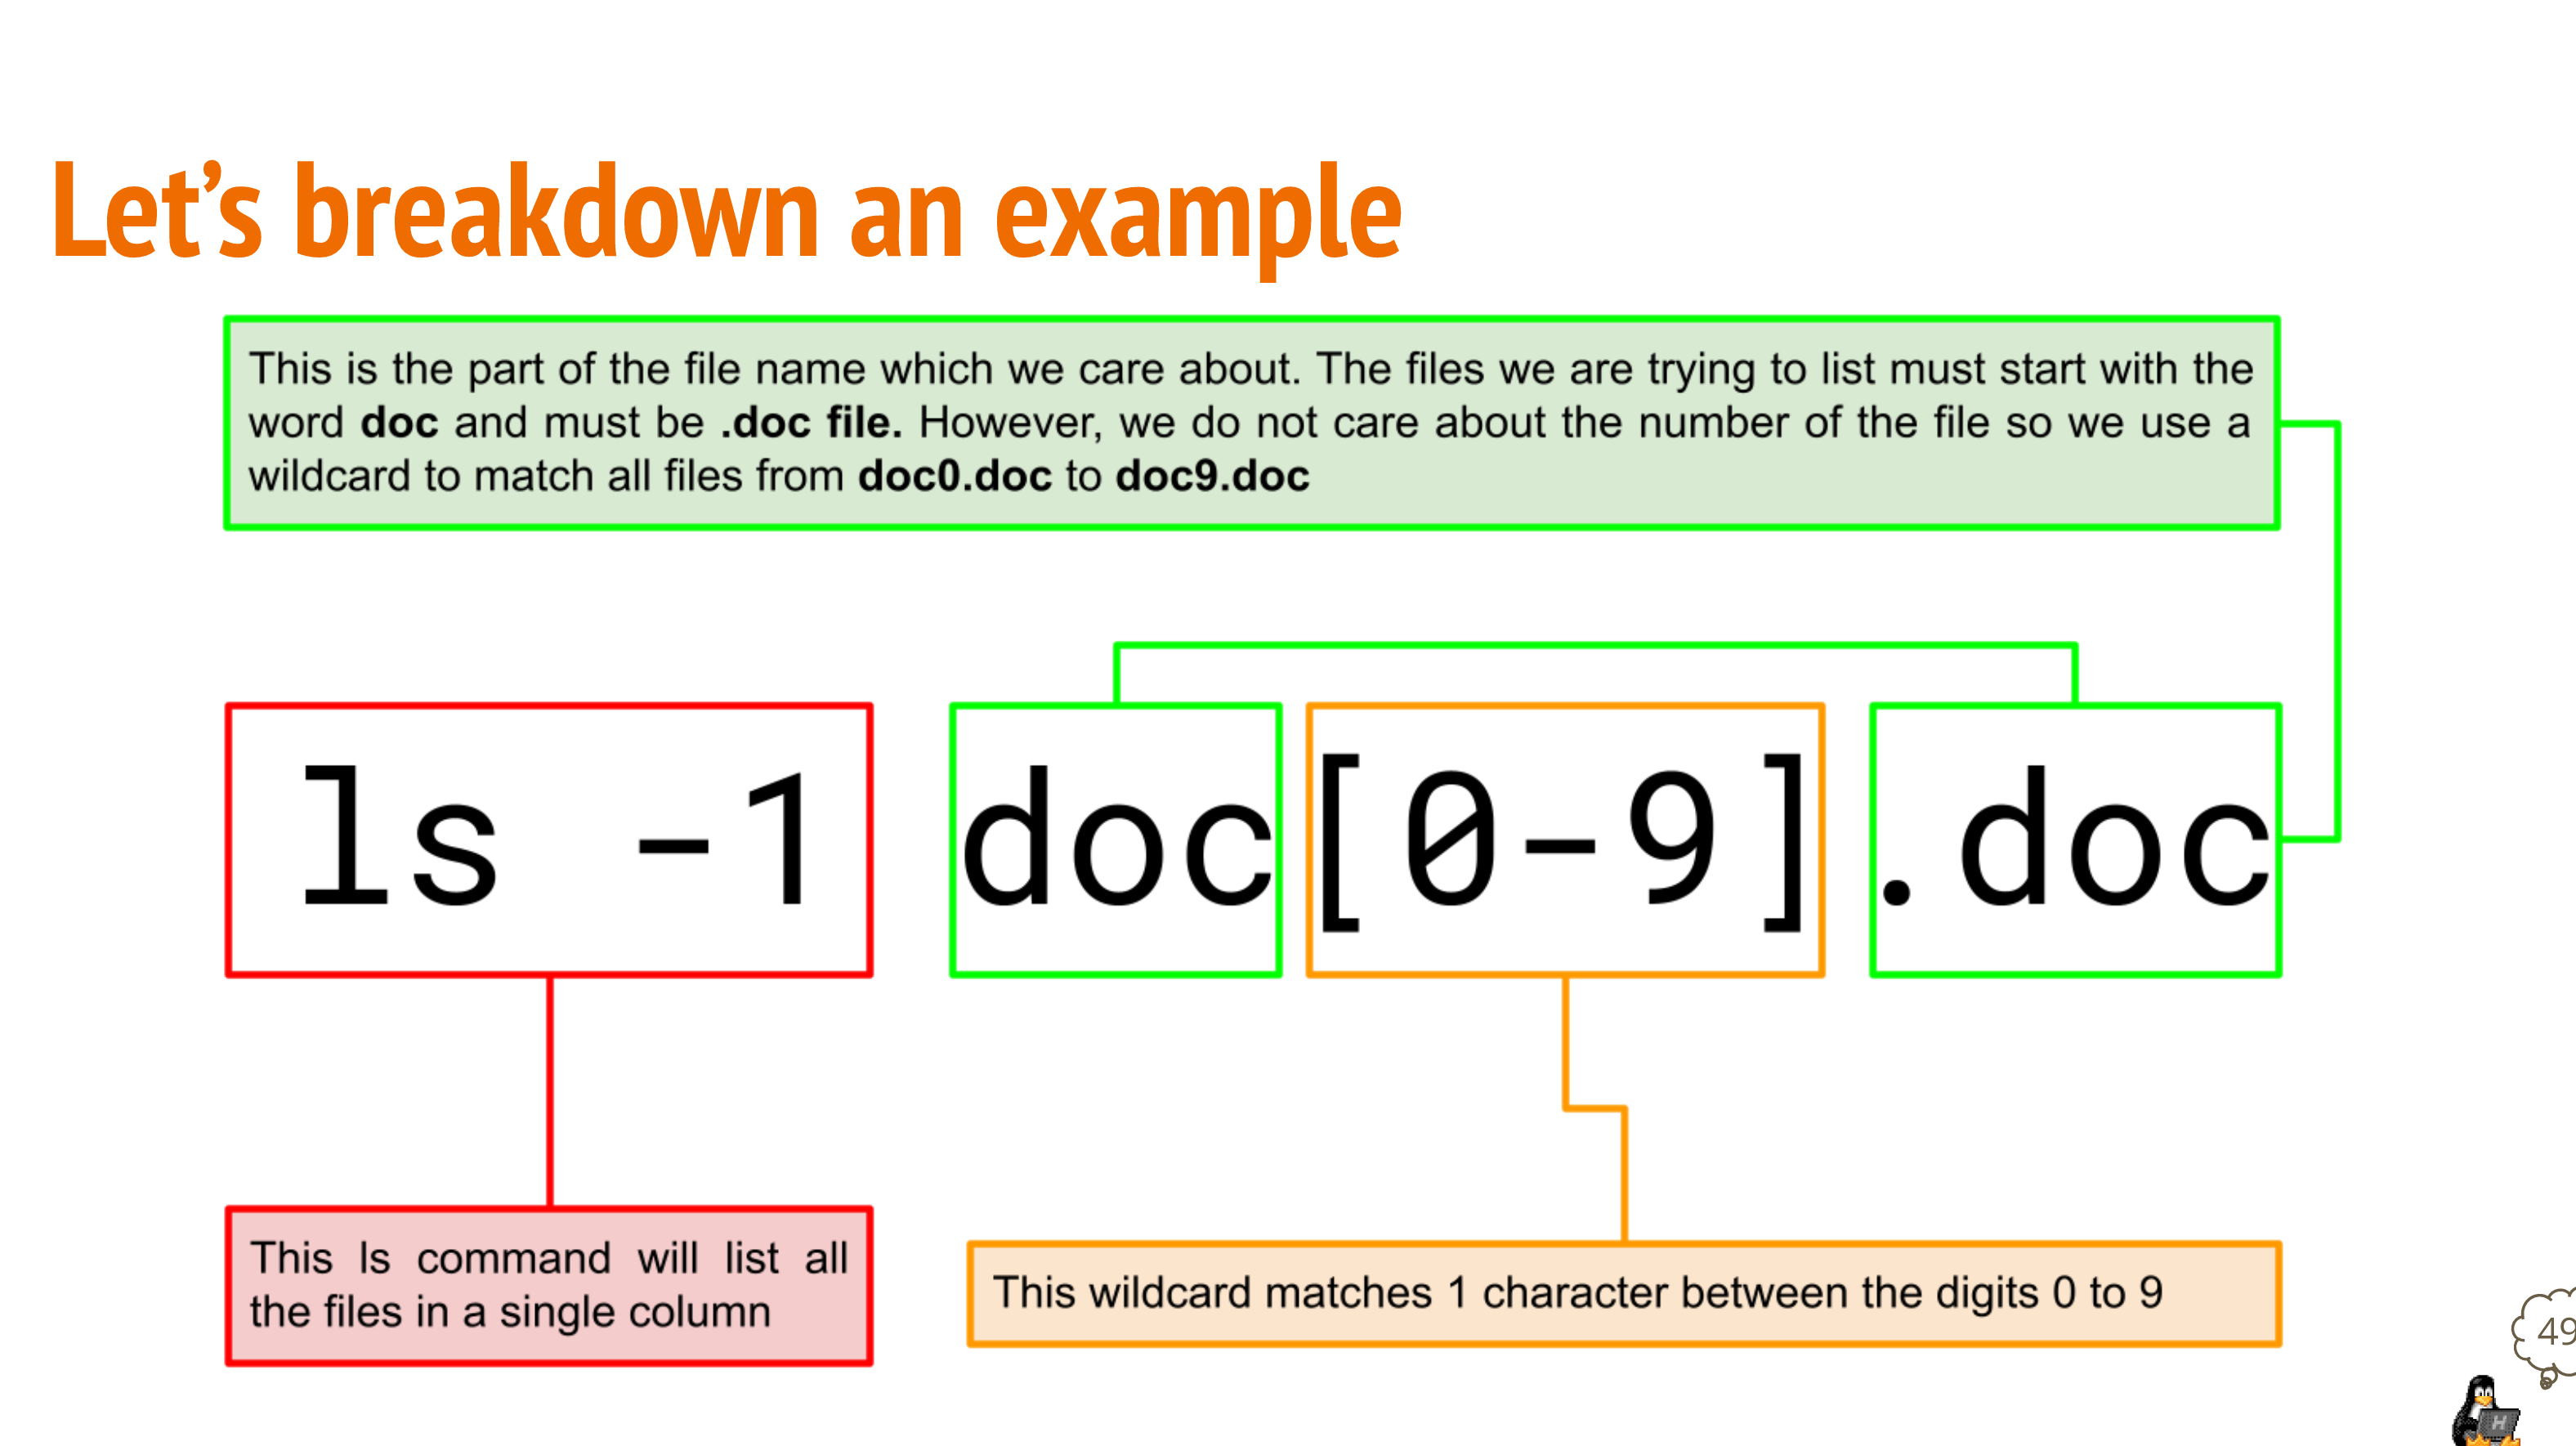 Let’s breakdown an example
This is the part of the file name which we care about. The files we are trying to list must start with the
word doc and must be .doc file. However, we do not care about the number of the file so we use a
wildcard to match all files from doc0.doc to doc9.doc
ls -1 doc[0-9].doc
This ls command will list all
the files in a single column
This wildcard matches 1 character between the digits 0 to 9
49
H